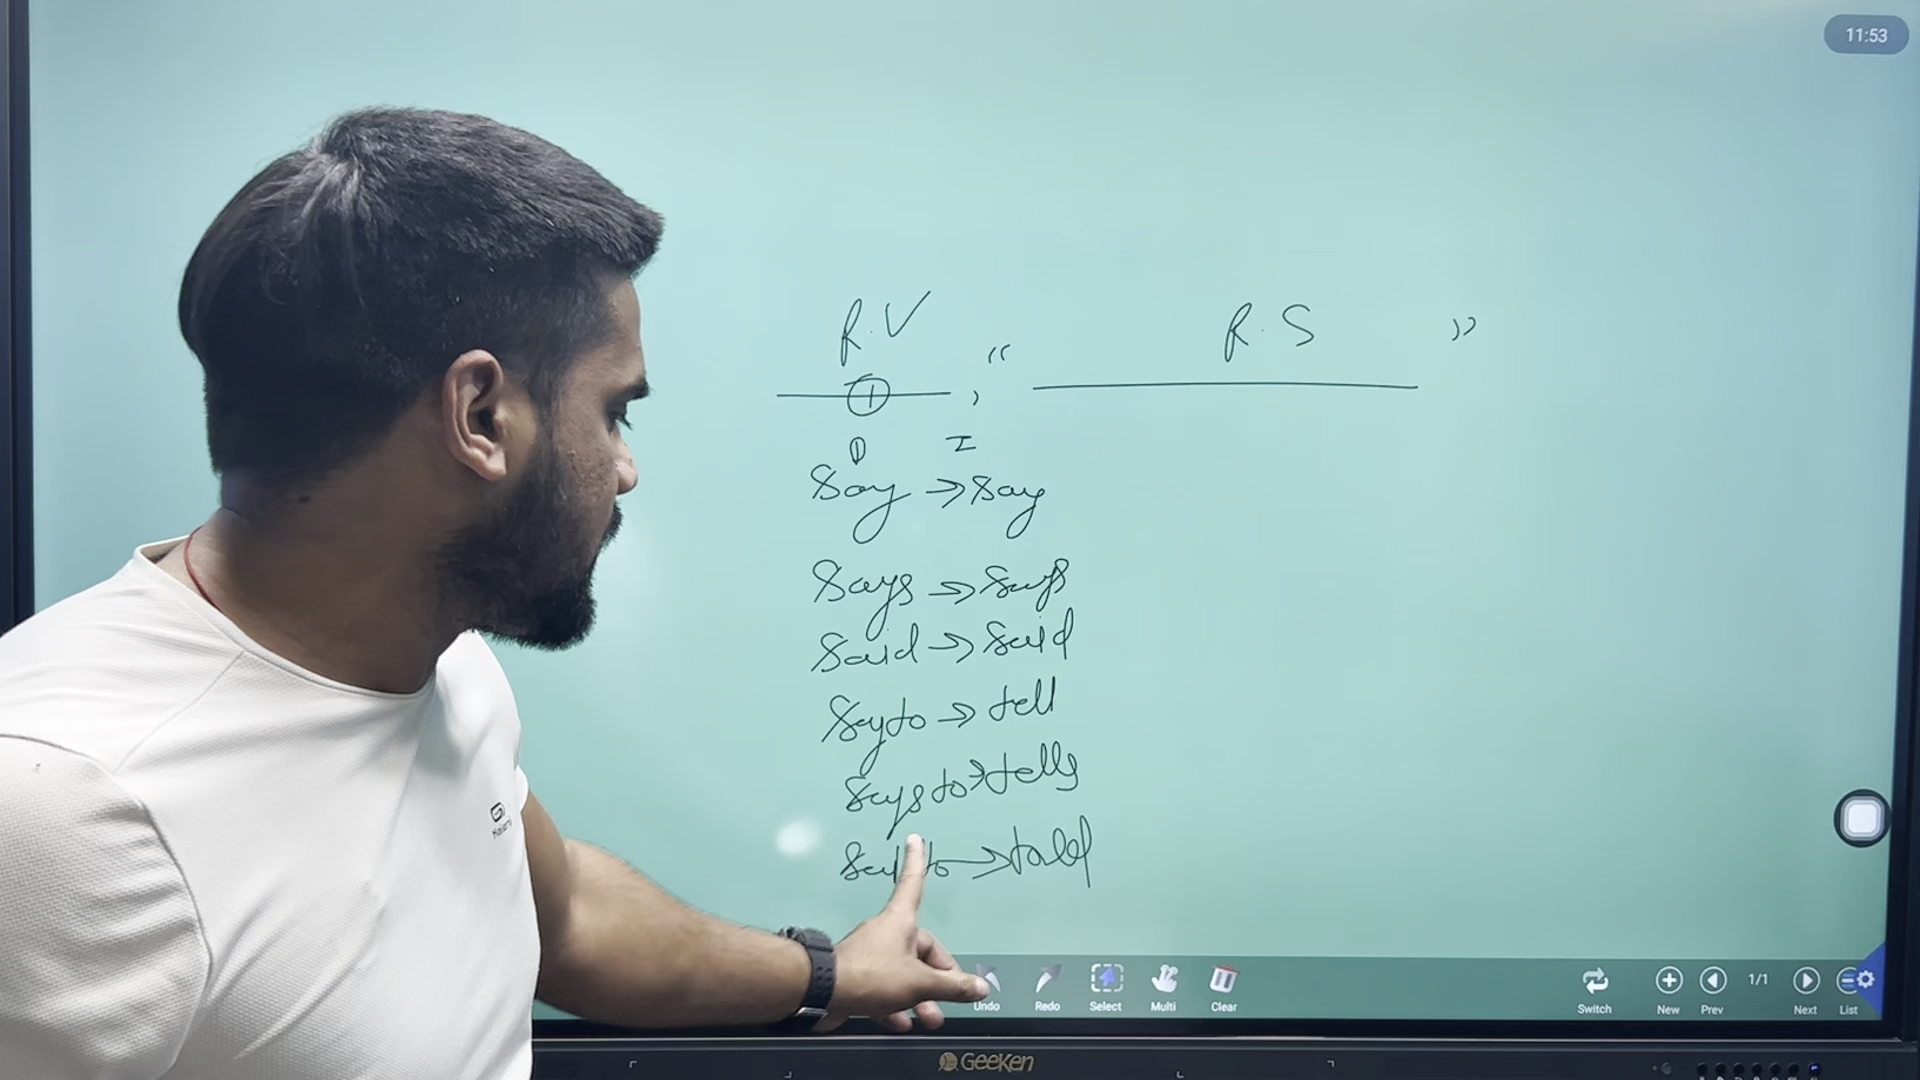 11:53
R.V , “ R.S ”
1
D I
Say → Say
Says → Says
Said → Said
Say to → tell
Says to → tells
Said to → told
Undo Redo Select Multi Clear Switch New Prev 1/1 Next List
GEEKEN